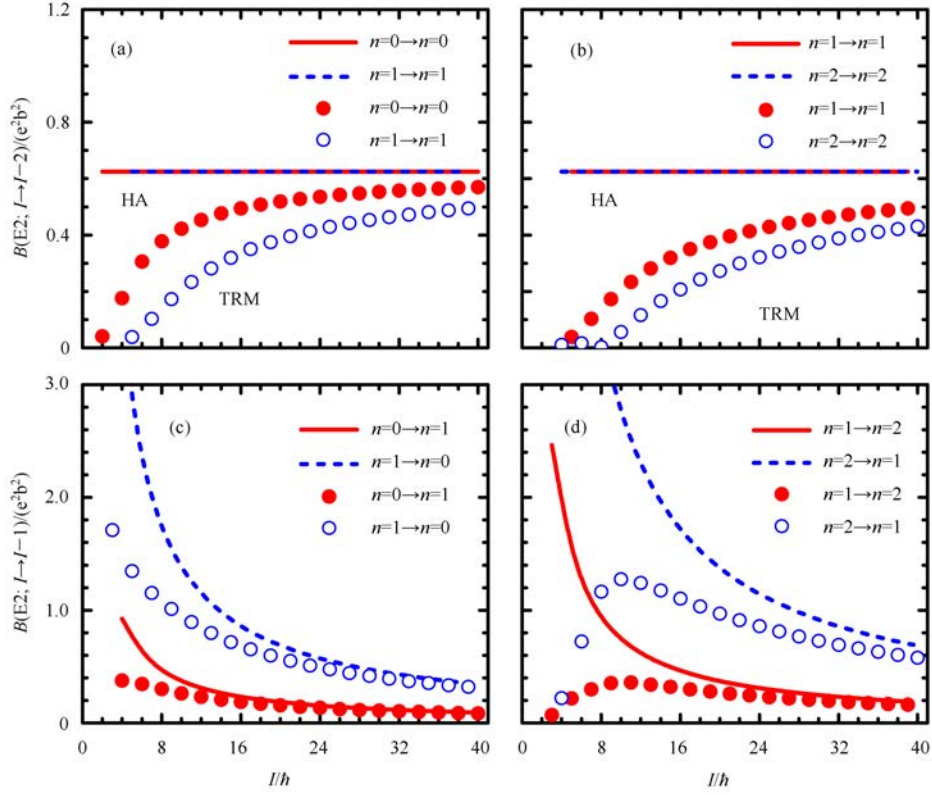 (a)
n=0→n=0
n=1→n=1
n=0→n=0
n=1→n=1
HA
TRM
B(E2; I→I−2)/(e²b²)
1.2
0.8
0.4
0
(b)
n=1→n=1
n=2→n=2
n=1→n=1
n=2→n=2
HA
TRM
(c)
n=0→n=1
n=1→n=0
n=0→n=1
n=1→n=0
B(E2; I→I−1)/(e²b²)
3.0
2.0
1.0
0
0 8 16 24 32 40
I/ħ
(d)
n=1→n=2
n=2→n=1
n=1→n=2
n=2→n=1
0 8 16 24 32 40
I/ħ